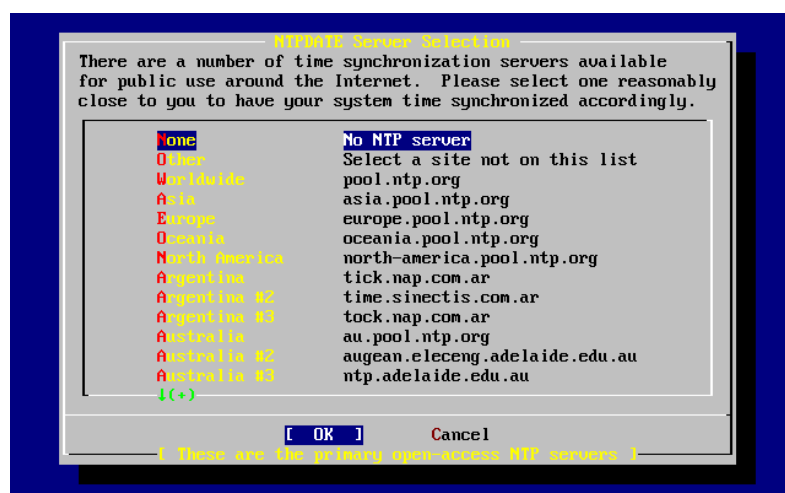 NTPDATE Server Selection
There are a number of time synchronization servers available
for public use around the Internet.  Please select one reasonably
close to you to have your system time synchronized accordingly.
None No NTP server
Other Select a site not on this list
Worldwide pool.ntp.org
Asia asia.pool.ntp.org
Europe europe.pool.ntp.org
Oceania oceania.pool.ntp.org
North America north-america.pool.ntp.org
Argentina tick.nap.com.ar
Argentina #2 time.sinectis.com.ar
Argentina #3 tock.nap.com.ar
Australia au.pool.ntp.org
Australia #2 augean.eleceng.adelaide.edu.au
Australia #3 ntp.adelaide.edu.au
↓(+)
[ OK ] Cancel
[ These are the primary open-access NTP servers ]